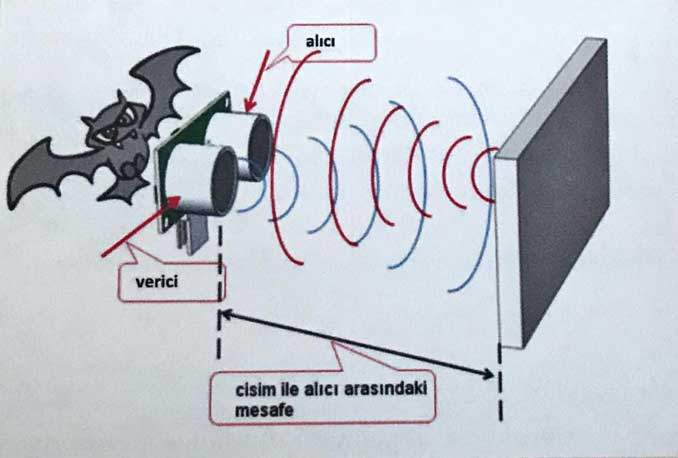 alıcı
verici
cisim ile alıcı arasındaki
mesafe